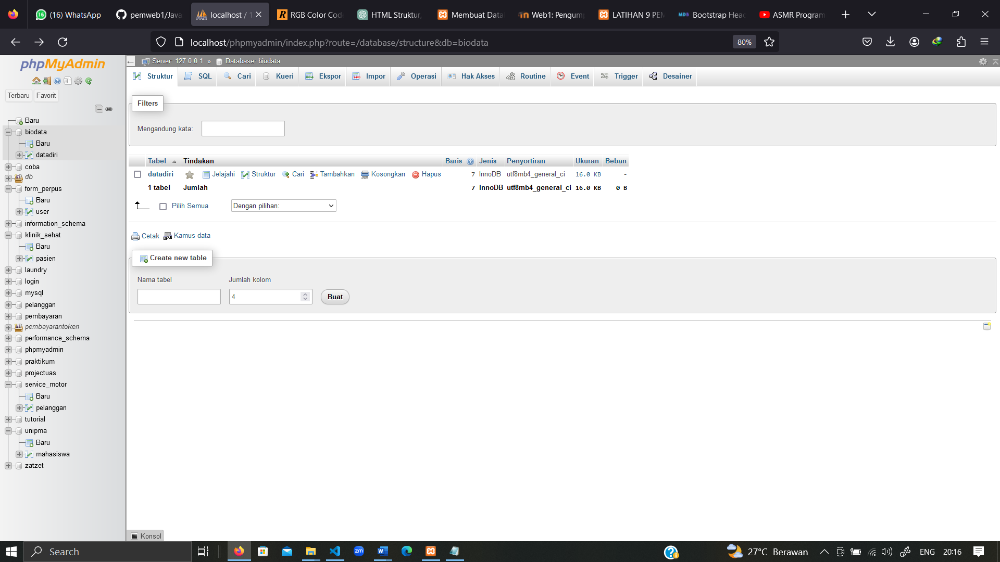 (16) WhatsApp
pemweb1/Java
localhost / 1
RGB Color Code
HTML Struktur,
Membuat Data
Web1: Pengump
LATIHAN 9 PEM
Bootstrap Head
ASMR Program
localhost/phpmyadmin/index.php?route=/database/structure&db=biodata
80%
phpMyAdmin
Terbaru Favorit
Baru
biodata
Baru
datadiri
coba
db
form_perpus
Baru
user
information_schema
klinik_sehat
Baru
pasien
laundry
login
mysql
pelanggan
pembayaran
pembayarantoken
performance_schema
phpmyadmin
praktikum
projectuas
service_motor
Baru
pelanggan
tutorial
unipma
Baru
mahasiswa
zatzet
Server: 127.0.0.1 » Database: biodata
Struktur SQL Cari Kueri Ekspor Impor Operasi Hak Akses Routine Event Trigger Desainer
Filters
Mengandung kata:
Tabel Tindakan Baris Jenis Penyortiran Ukuran Beban
datadiri Jelajahi Struktur Cari Tambahkan Kosongkan Hapus 7 InnoDB utf8mb4_general_ci 16.0 KB -
1 tabel Jumlah 7 InnoDB utf8mb4_general_ci 16.0 KB 0 B
Pilih Semua Dengan pilihan:
Cetak Kamus data
Create new table
Nama tabel Jumlah kolom
4 Buat
Konsol
Search
27°C Berawan
ENG 20:16